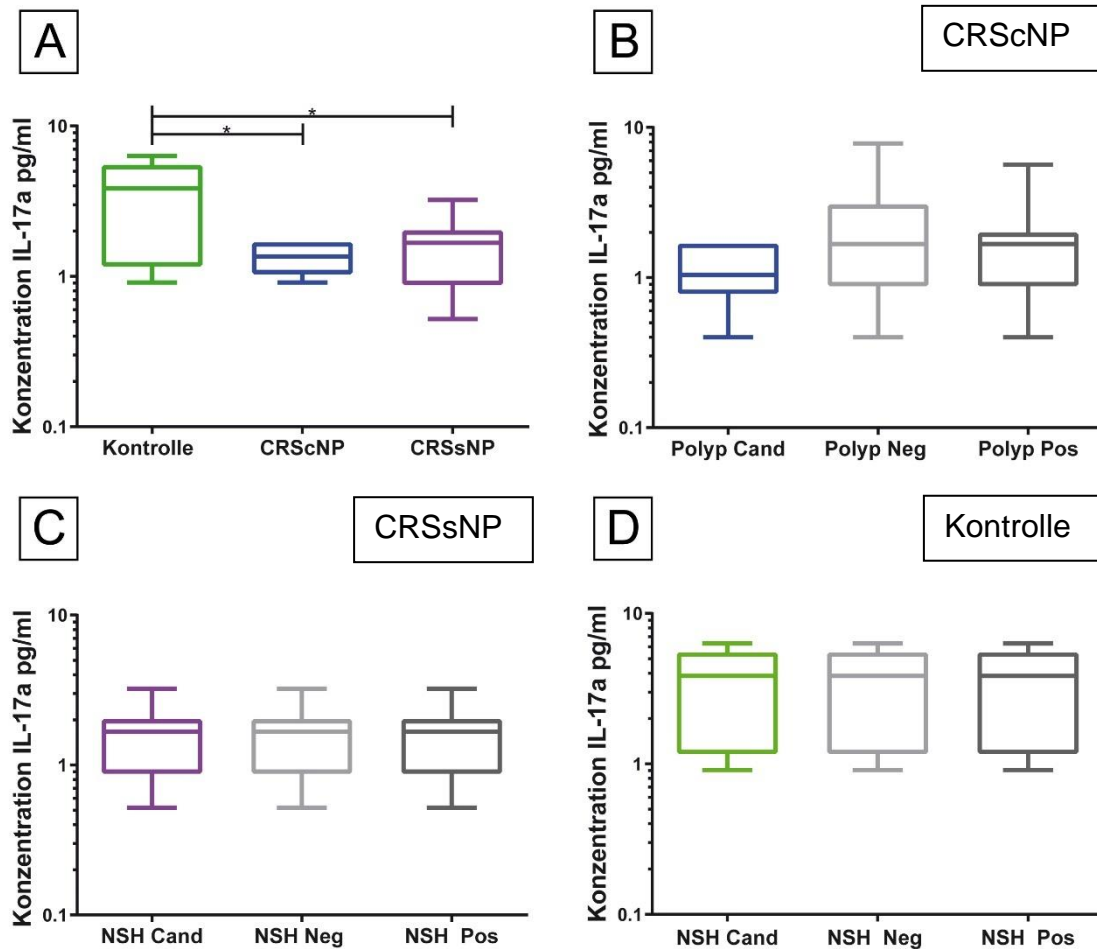 A
B
CRScNP
Konzentration IL-17a pg/ml
10
1
0.1
*
*
Kontrolle CRScNP CRSsNP
Konzentration IL-17a pg/ml
10
1
0.1
Polyp Cand Polyp Neg Polyp Pos
C
CRSsNP
D
Kontrolle
Konzentration IL-17a pg/ml
10
1
0.1
NSH Cand NSH Neg NSH Pos
Konzentration IL-17a pg/ml
10
1
0.1
NSH Cand NSH Neg NSH Pos